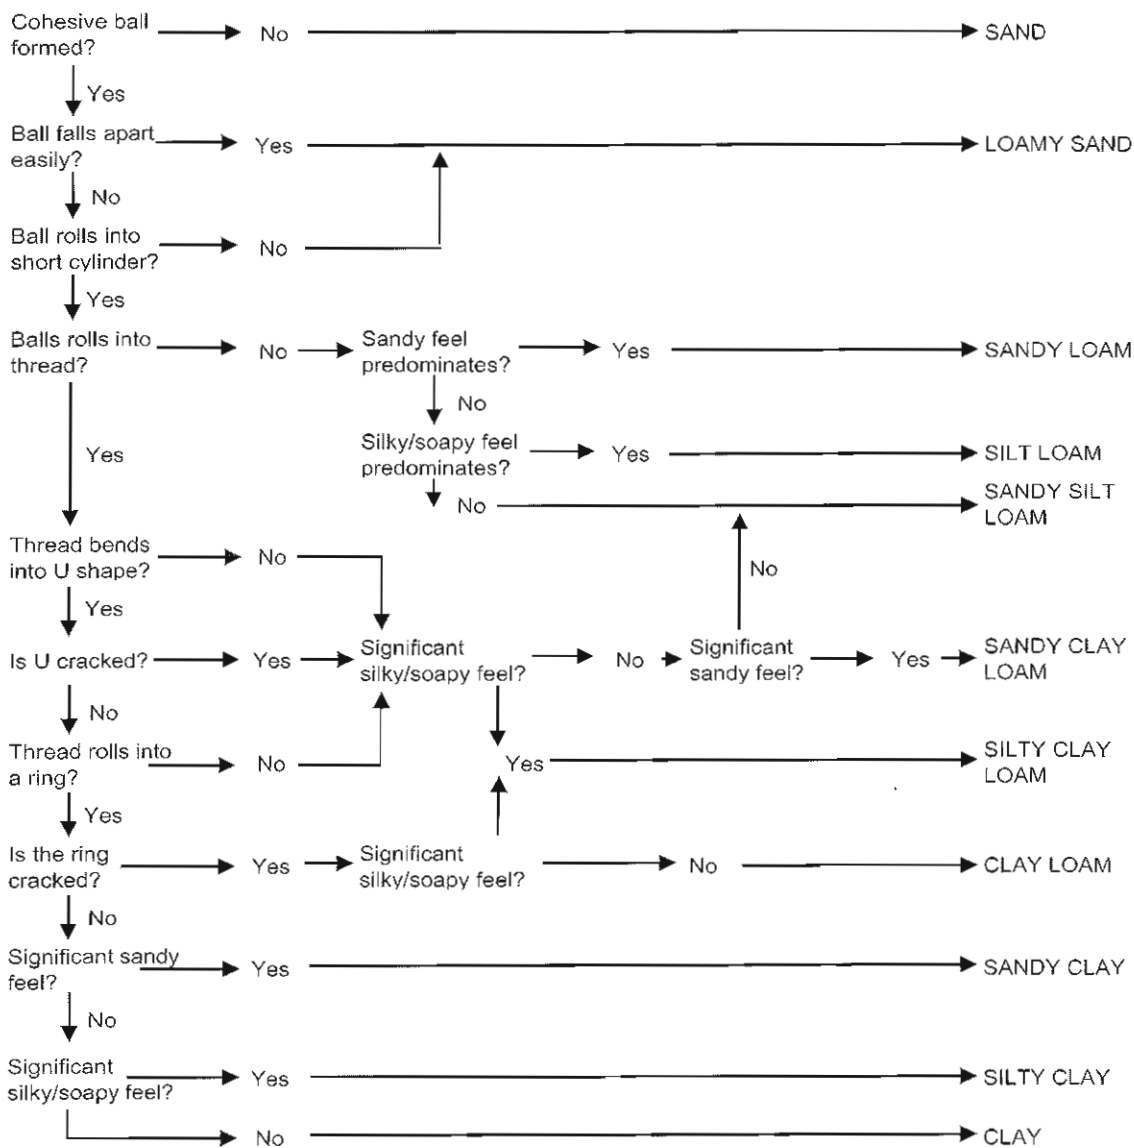 Cohesive ball
formed?
No
SAND
Yes
Ball falls apart
easily?
Yes
LOAMY SAND
No
Ball rolls into
short cylinder?
No
Yes
Balls rolls into
thread?
No
Sandy feel
predominates?
Yes
SANDY LOAM
No
Yes
Silky/soapy feel
predominates?
Yes
SILT LOAM
No
SANDY SILT
LOAM
Thread bends
into U shape?
No
No
Yes
Is U cracked?
Yes
Significant
silky/soapy feel?
No
Significant
sandy feel?
Yes
SANDY CLAY
LOAM
No
Thread rolls into
a ring?
No
Yes
SILTY CLAY
LOAM
Yes
Is the ring
cracked?
Yes
Significant
silky/soapy feel?
No
CLAY LOAM
No
Significant sandy
feel?
Yes
SANDY CLAY
No
Significant
silky/soapy feel?
Yes
SILTY CLAY
No
CLAY